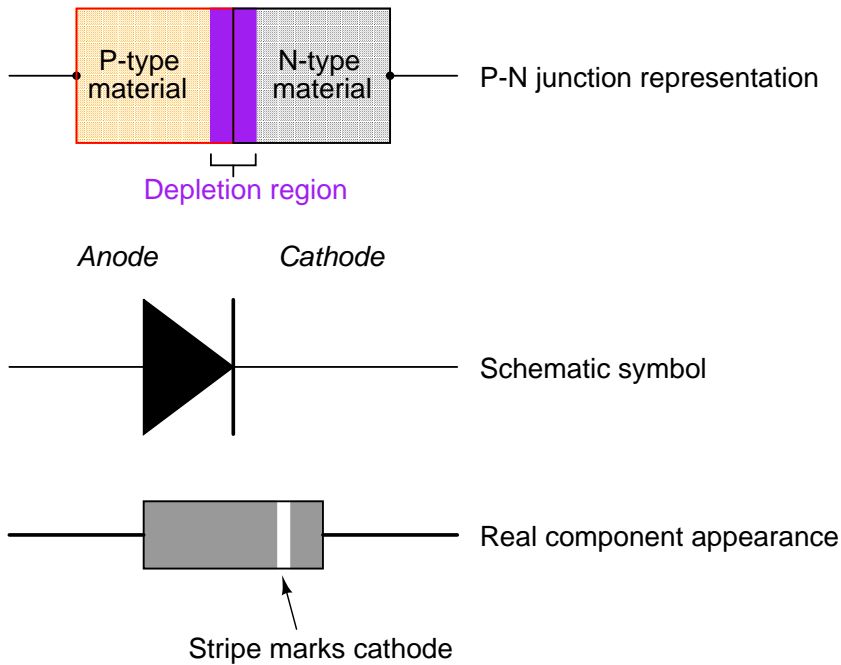 P-type
material
N-type
material
P-N junction representation
Depletion region
Anode
Cathode
Schematic symbol
Real component appearance
Stripe marks cathode